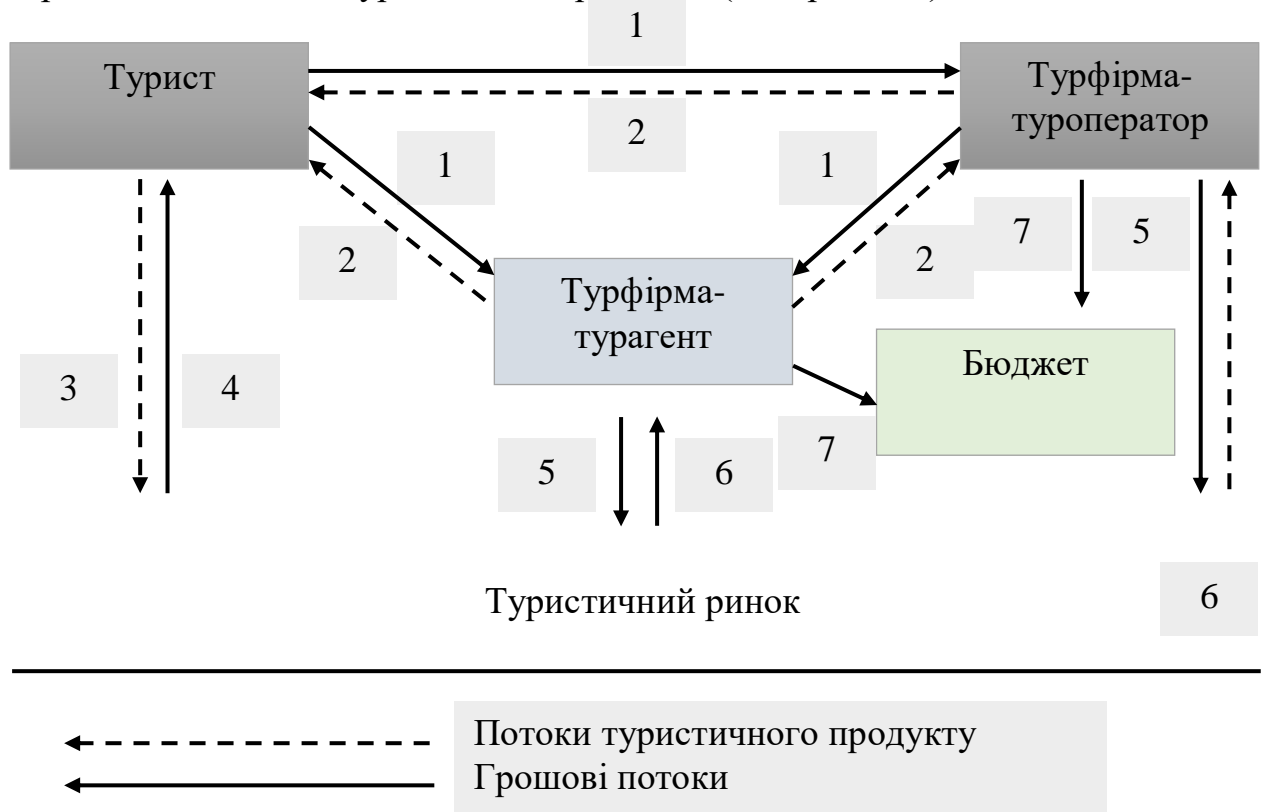 1
Турист
Турфірма-
туроператор
2
1
1
2
2
7
5
Турфірма-
турагент
Бюджет
3
4
5
6
7
Туристичний ринок
6
Потоки туристичного продукту
Грошові потоки